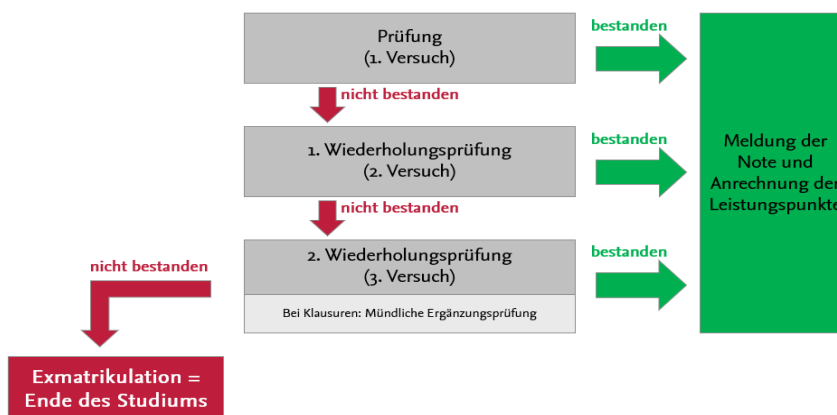 Prüfung
(1. Versuch)
bestanden
nicht bestanden
1. Wiederholungsprüfung
(2. Versuch)
bestanden
nicht bestanden
2. Wiederholungsprüfung
(3. Versuch)
bestanden
Bei Klausuren: Mündliche Ergänzungsprüfung
Meldung der
Note und
Anrechnung der
Leistungspunkte
nicht bestanden
Exmatrikulation =
Ende des Studiums